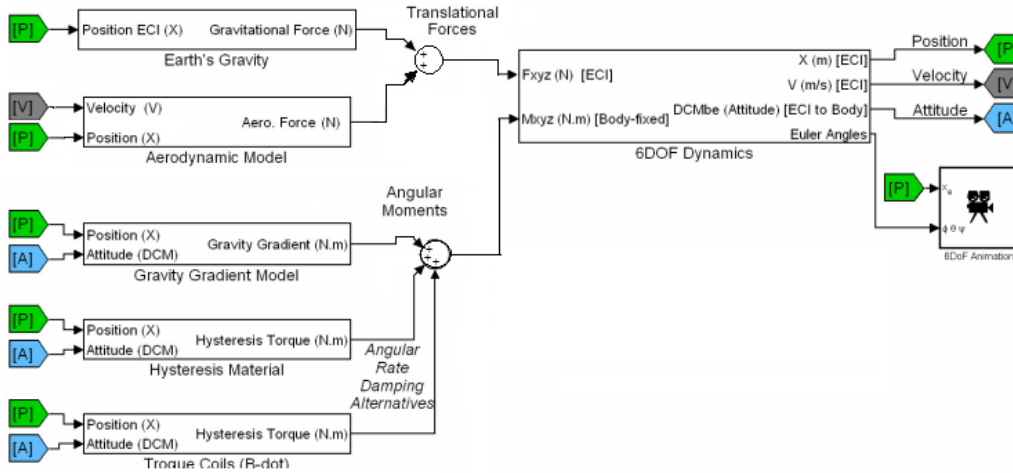 Translational
Forces
[P]
Position ECI (X)
Gravitational Force (N)
Earth's Gravity
[V]
[P]
Velocity (V)
Position (X)
Aero. Force (N)
Aerodynamic Model
Fxyz (N) [ECI]
Mxyz (N.m) [Body-fixed]
X (m) [ECI]
V (m/s) [ECI]
DCMbe (Attitude) [ECI to Body]
Euler Angles
6DOF Dynamics
Position
Velocity
Attitude
[P
[V
[A
[P]
Xe
φ θ ψ
6DoF Animation
Angular
Moments
[P]
[A]
Position (X)
Attitude (DCM)
Gravity Gradient (N.m)
Gravity Gradient Model
[P]
[A]
Position (X)
Attitude (DCM)
Hysteresis Torque (N.m)
Hysteresis Material
Angular
Rate
Damping
Alternatives
[P]
[A]
Position (X)
Attitude (DCM)
Hysteresis Torque (N.m)
Troque Coils (B-dot)